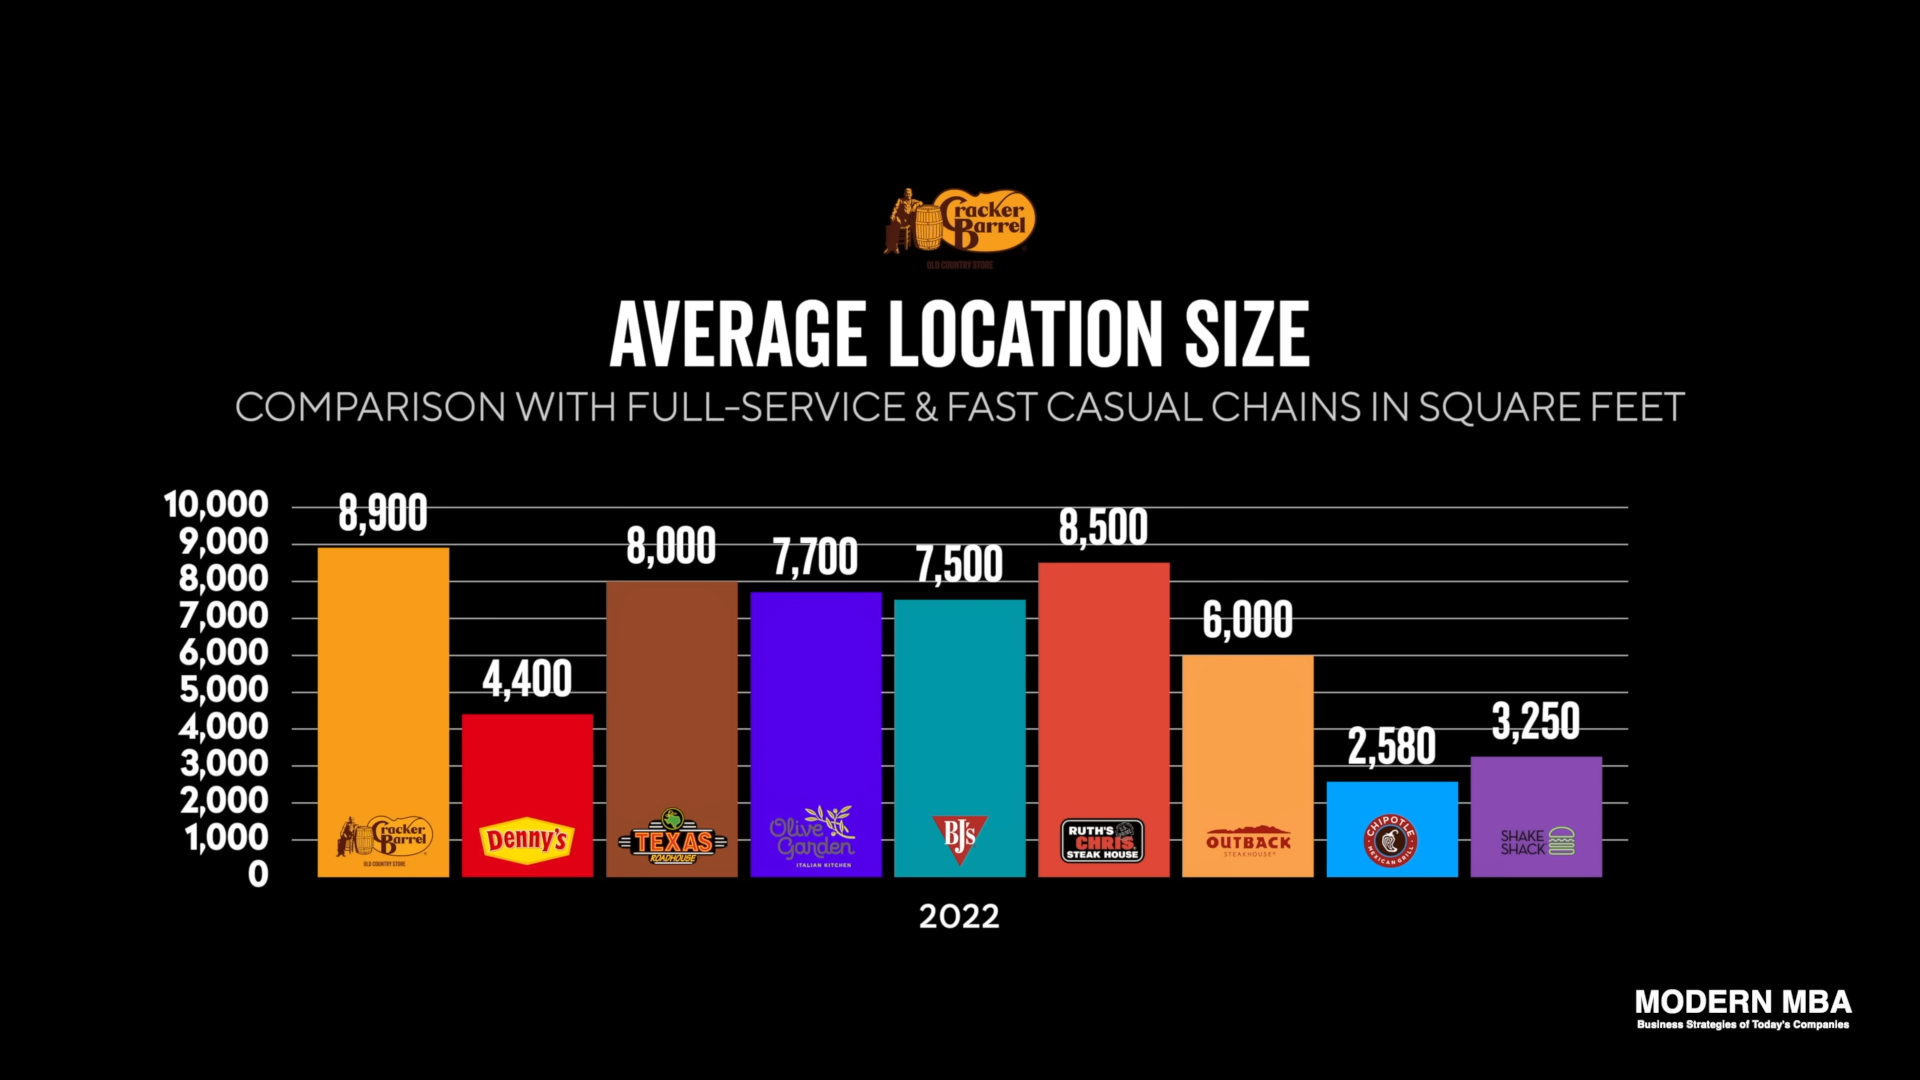 Cracker
Barrel
OLD COUNTRY STORE
AVERAGE LOCATION SIZE
COMPARISON WITH FULL-SERVICE & FAST CASUAL CHAINS IN SQUARE FEET
10,000
9,000
8,000
7,000
6,000
5,000
4,000
3,000
2,000
1,000
0
8,900
4,400
8,000
7,700
7,500
8,500
6,000
2,580
3,250
Cracker
Barrel
OLD COUNTRY STORE
Denny's
TEXAS
ROADHOUSE
Olive
Garden
ITALIAN KITCHEN
BJ's
RUTH'S
CHRIS
STEAK HOUSE
OUTBACK
STEAKHOUSE
CHIPOTLE
MEXICAN GRILL
SHAKE
SHACK
2022
MODERN MBA
Business Strategies of Today's Companies